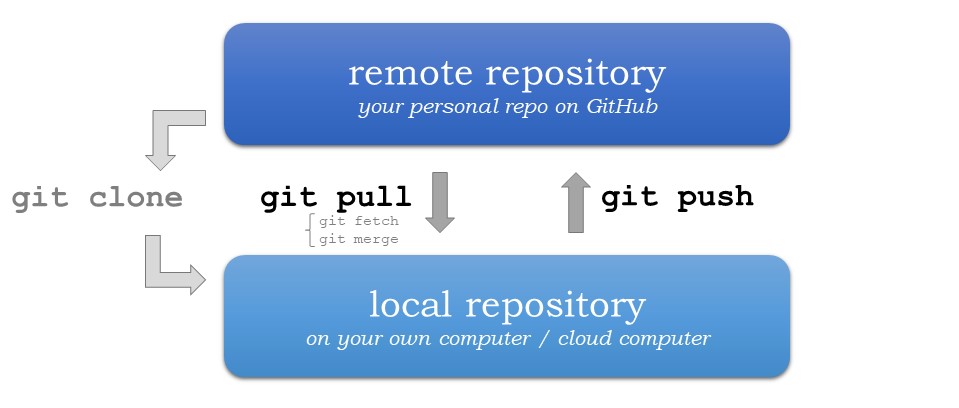 remote repository
your personal repo on GitHub
git clone
git pull
git fetch
git merge
git push
local repository
on your own computer / cloud computer